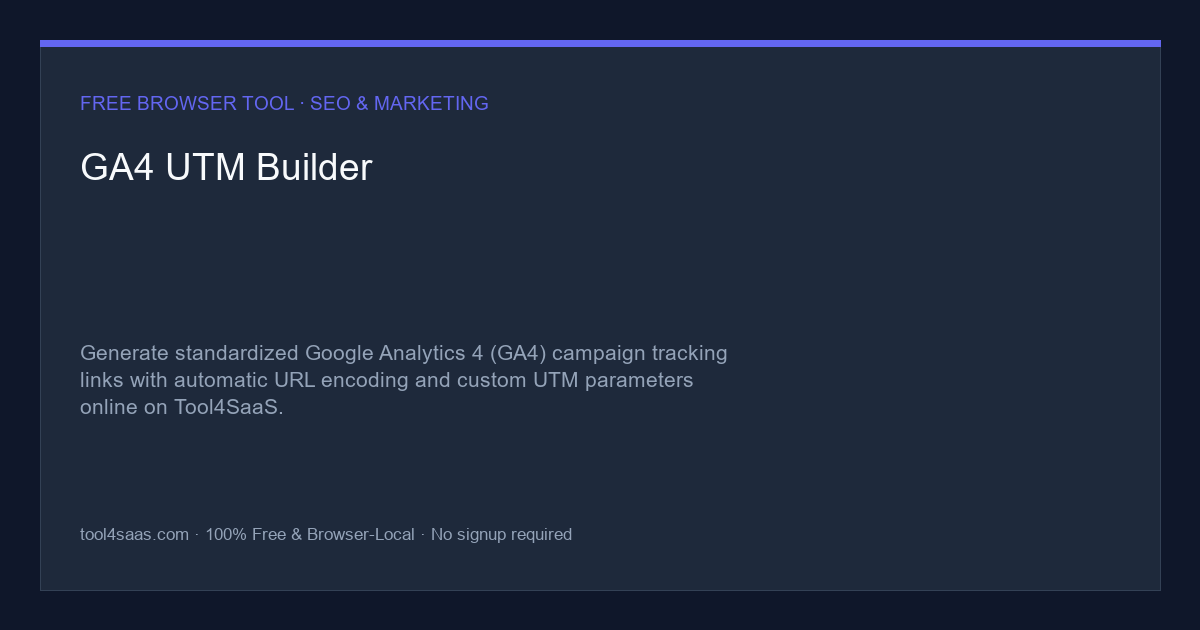 FREE BROWSER TOOL · SEO & MARKETING
GA4 UTM Builder
Generate standardized Google Analytics 4 (GA4) campaign tracking
links with automatic URL encoding and custom UTM parameters
online on Tool4SaaS.
tool4saas.com · 100% Free & Browser-Local · No signup required